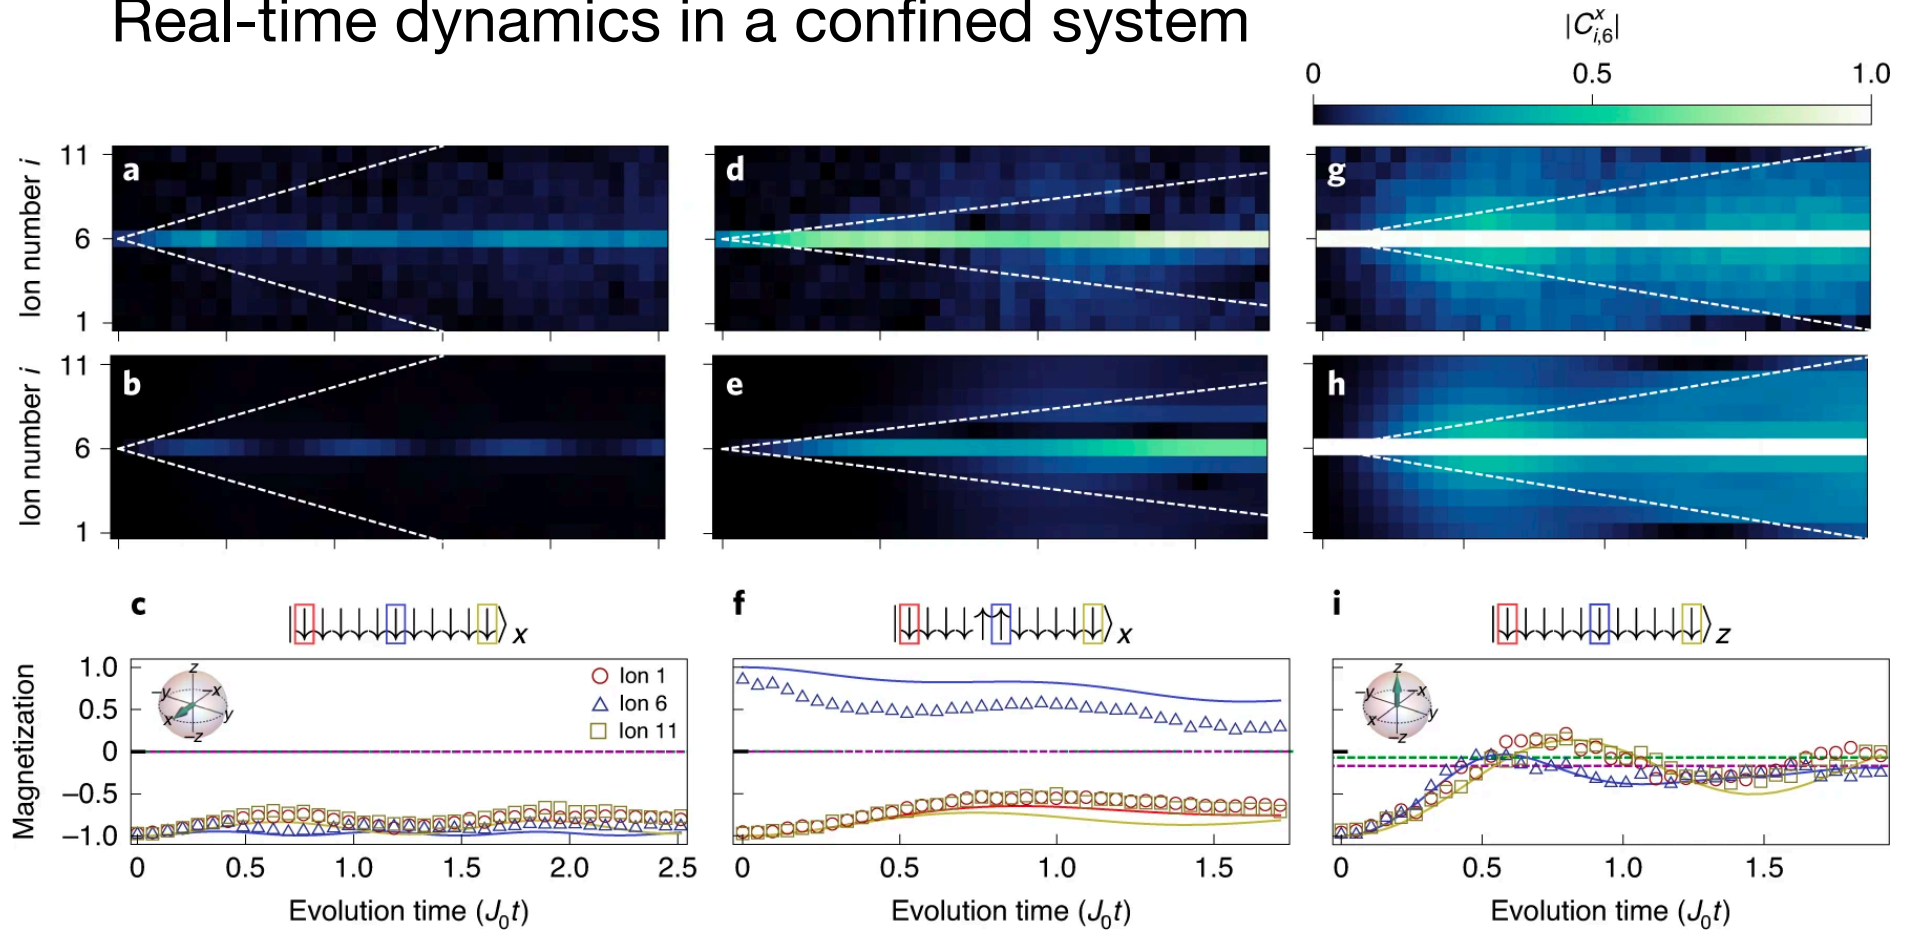 Real-time dynamics in a confined system
|C^x_{i,6}|
0 0.5 1.0
Ion number i
11
6
1
a
d
g
Ion number i
11
6
1
b
e
h
c
|↓↓↓↓↓↓↓↓↓↓↓⟩x
f
|↓↓↓↓↑↑↓↓↓↓↓⟩x
i
|↓↓↓↓↓↓↓↓↓↓↓⟩z
Magnetization
1.0
0.5
0
−0.5
−1.0
z
−y −x
x y
−z
Ion 1
Ion 6
Ion 11
z
−y −x
x y
−z
0 0.5 1.0 1.5 2.0 2.5
0 0.5 1.0 1.5
0 0.5 1.0 1.5
Evolution time (J₀t)
Evolution time (J₀t)
Evolution time (J₀t)